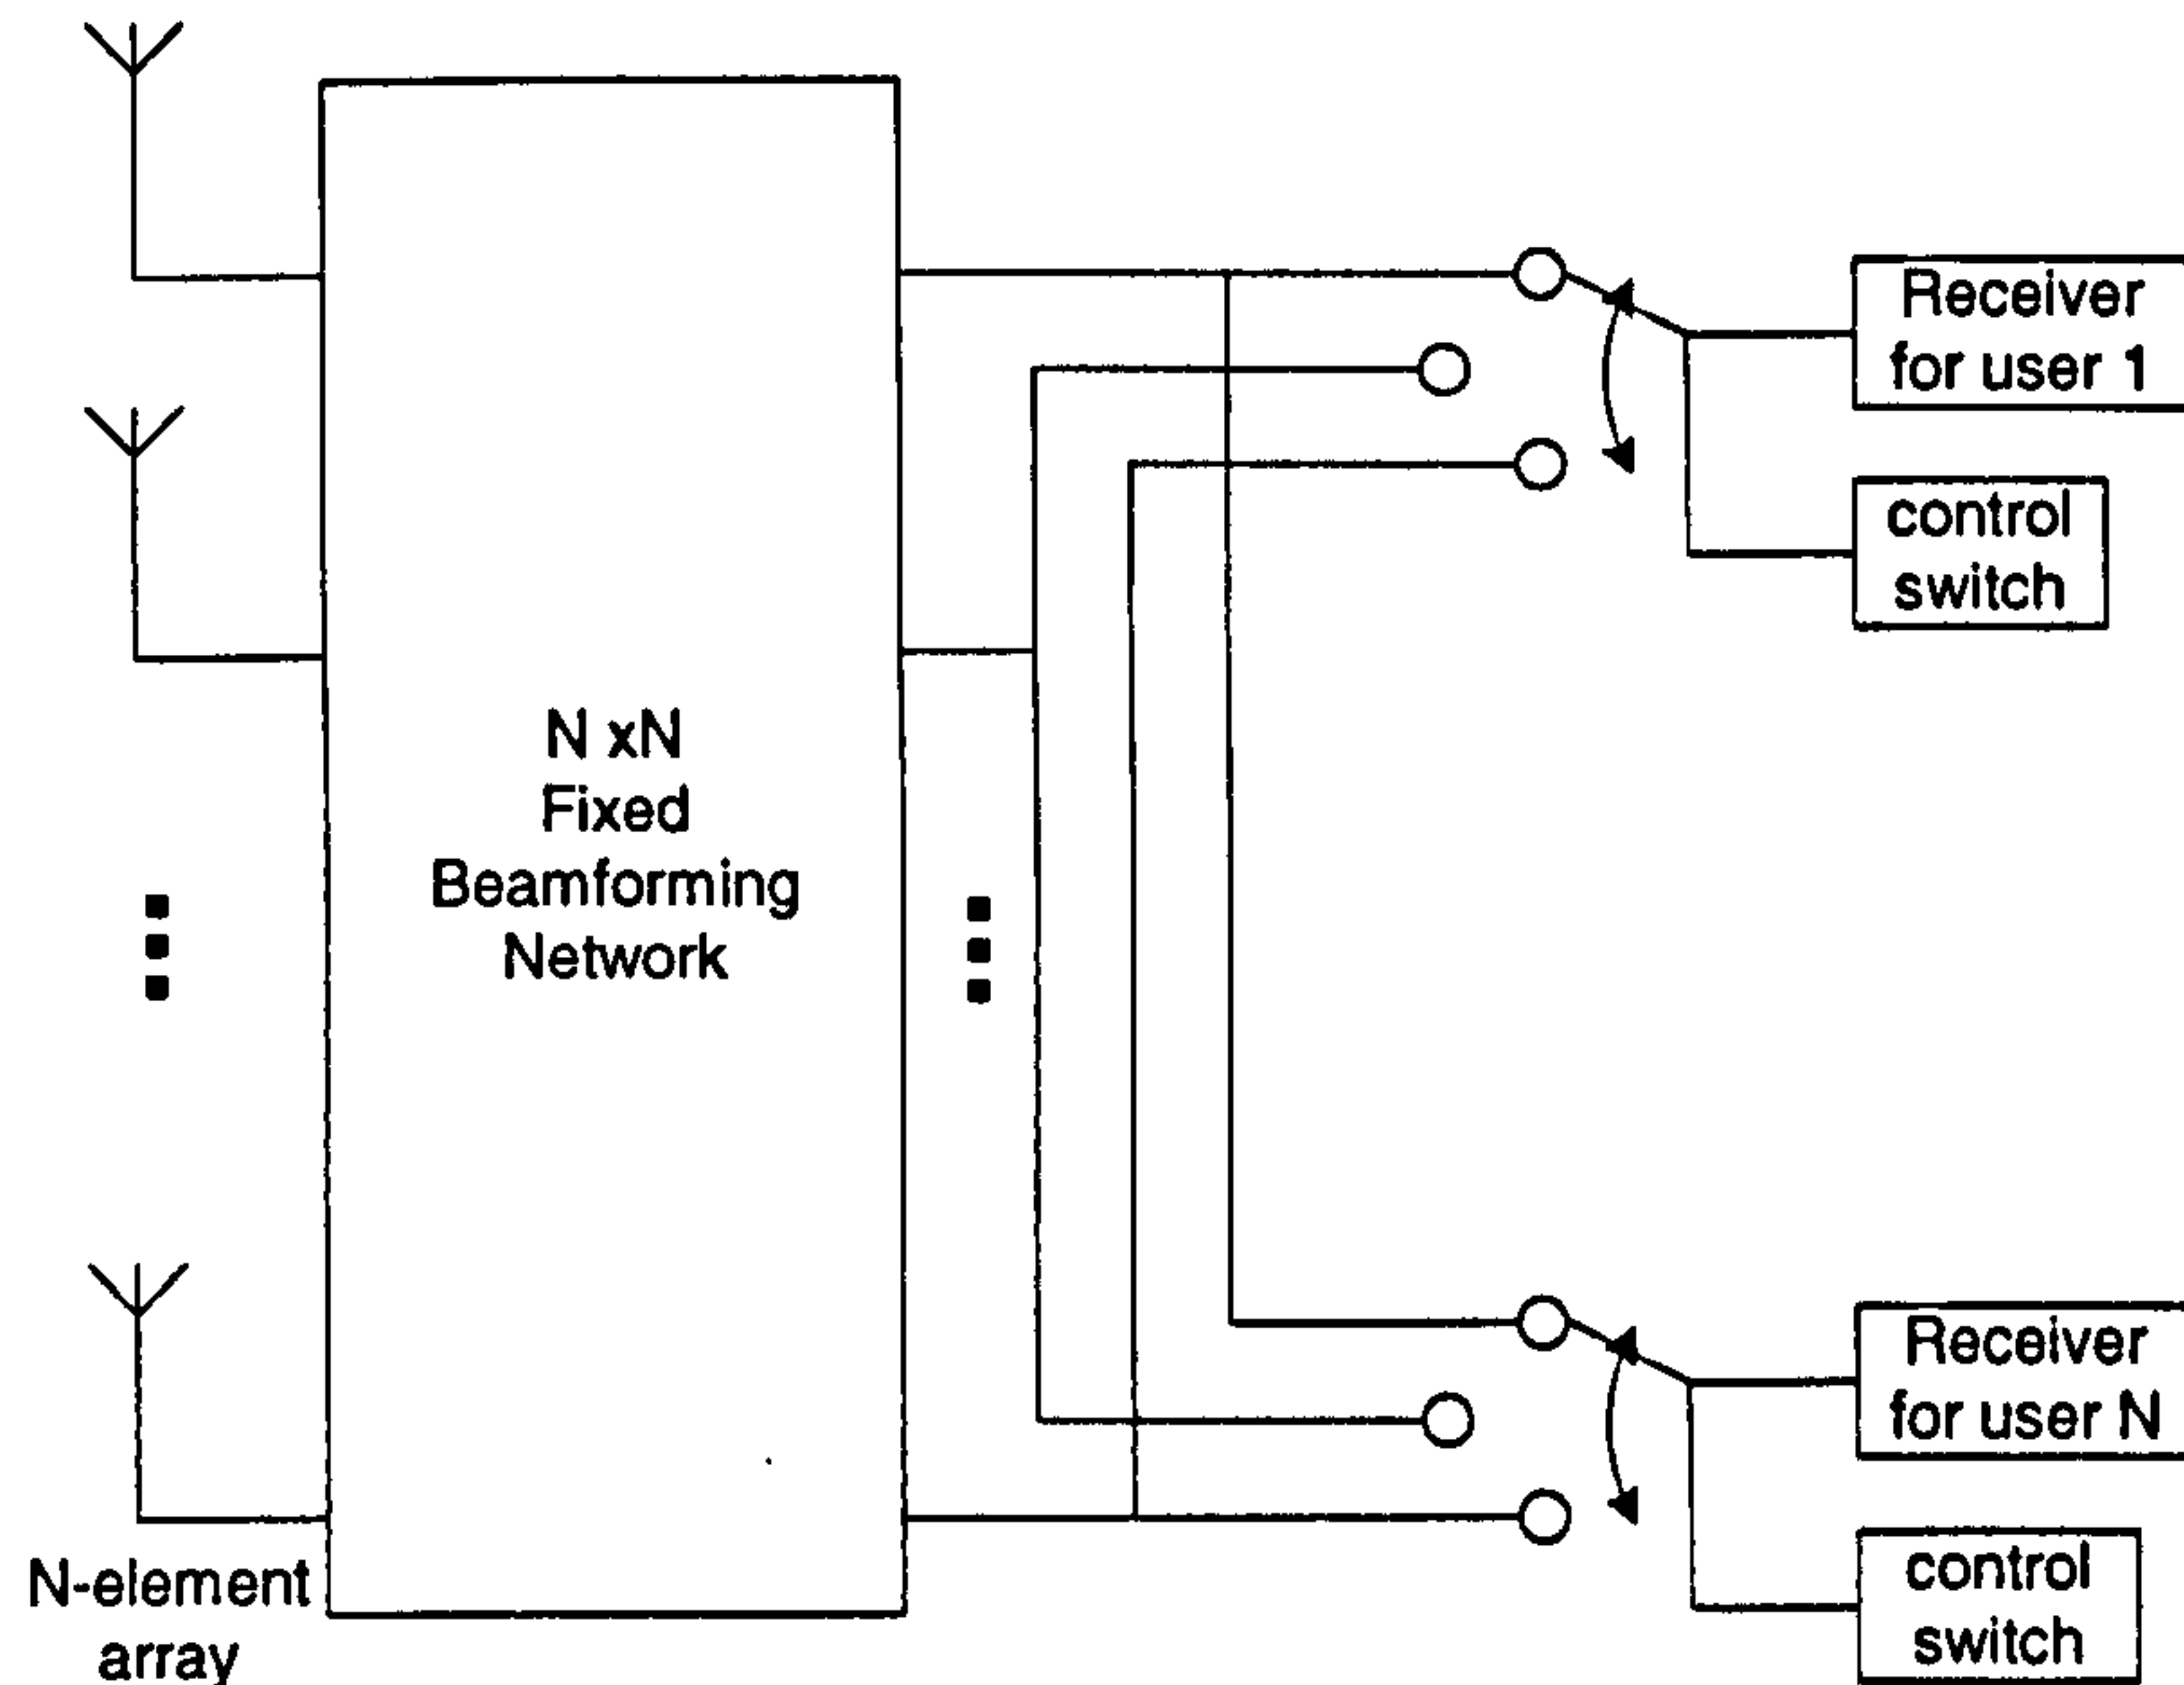 Receiver
for user 1
control
switch
N xN
Fixed
Beamforming
Network
Receiver
for user N
control
switch
N-element
array